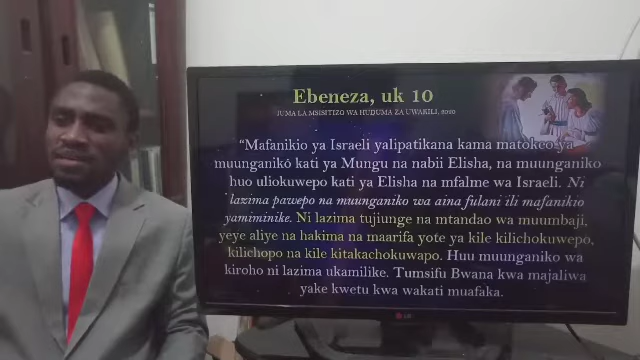 Ebeneza, uk 10
JUMA LA MSISITIZO WA HUDUMA ZA UWAKILI, 2020
“Mafanikio ya Israeli yalipatikana kama matokeo ya
muunganiko kati ya Mungu na nabii Elisha, na muunganiko
huo uliokuwepo kati ya Elisha na mfalme wa Israeli. Ni
lazima pawepo na muunganiko wa aina fulani ili mafanikio
yamiminike. Ni lazima tujiunge na mtandao wa muumbaji,
yeye aliye na hakima na maarifa yote ya kile kilichokuwepo,
kilichopo na kile kitakachokuwapo. Huu muunganiko wa
kiroho ni lazima ukamilike. Tumsifu Bwana kwa majaliwa
yake kwetu kwa wakati muafaka.
LG